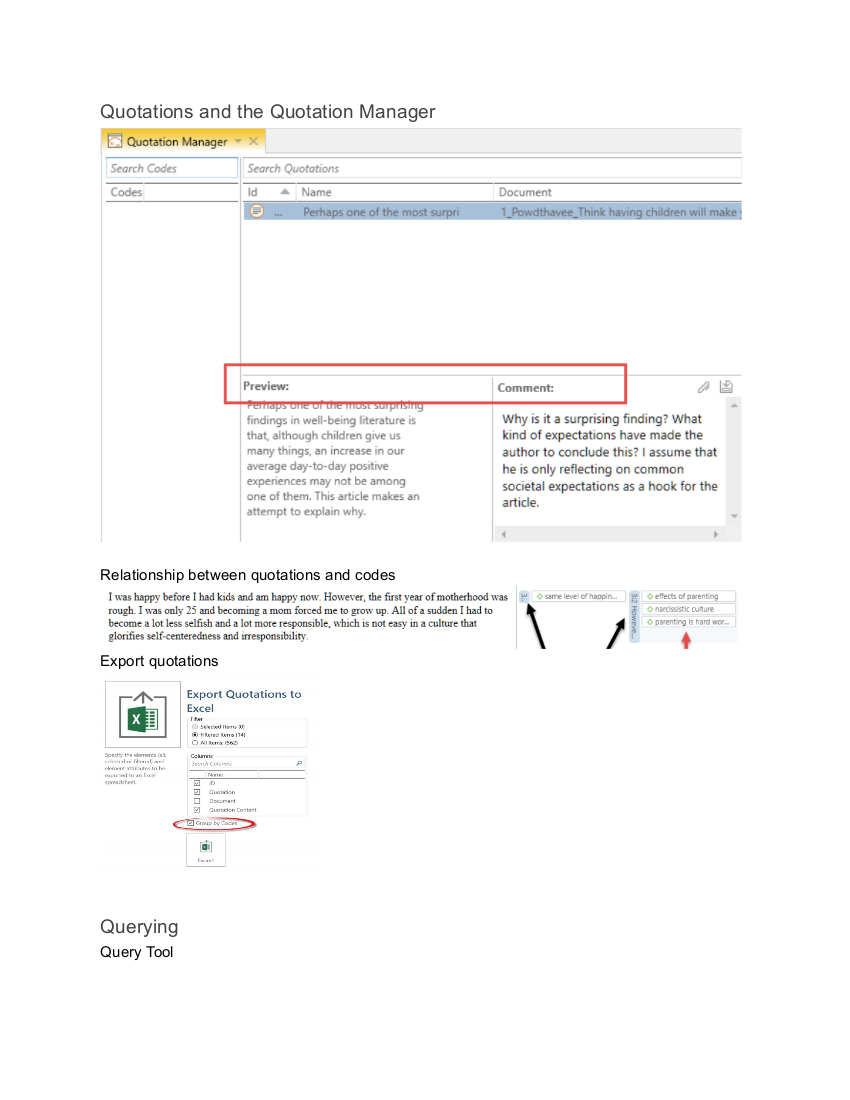 Quotations and the Quotation Manager
Quotation Manager
Search Codes
Search Quotations
Codes
Id Name Document
... Perhaps one of the most surpri 1_Powdthavee_Think having children will make
Preview:
Comment:
Perhaps one of the most surprising
findings in well-being literature is
that, although children give us
many things, an increase in our
average day-to-day positive
experiences may not be among
one of them. This article makes an
attempt to explain why.
Why is it a surprising finding? What
kind of expectations have made the
author to conclude this? I assume that
he is only reflecting on common
societal expectations as a hook for the
article.
Relationship between quotations and codes
I was happy before I had kids and am happy now. However, the first year of motherhood was
rough. I was only 25 and becoming a mom forced me to grow up. All of a sudden I had to
become a lot less selfish and a lot more responsible, which is not easy in a culture that
glorifies self-centeredness and irresponsibility.
3...
same level of happin...
3:2 Howeve...
effects of parenting
narcissistic culture
parenting is hard wor...
Export quotations
X
Export Quotations to
Excel
Filter
Selected Items (0)
Filtered Items (14)
All Items (562)
Specify the elements (all,
selected or filtered) and
element attributes to be
exported to an Excel
spreadsheet.
Columns
Search Columns
Name
ID
Quotation
Document
Quotation Content
Group by Codes
Export
Querying
Query Tool